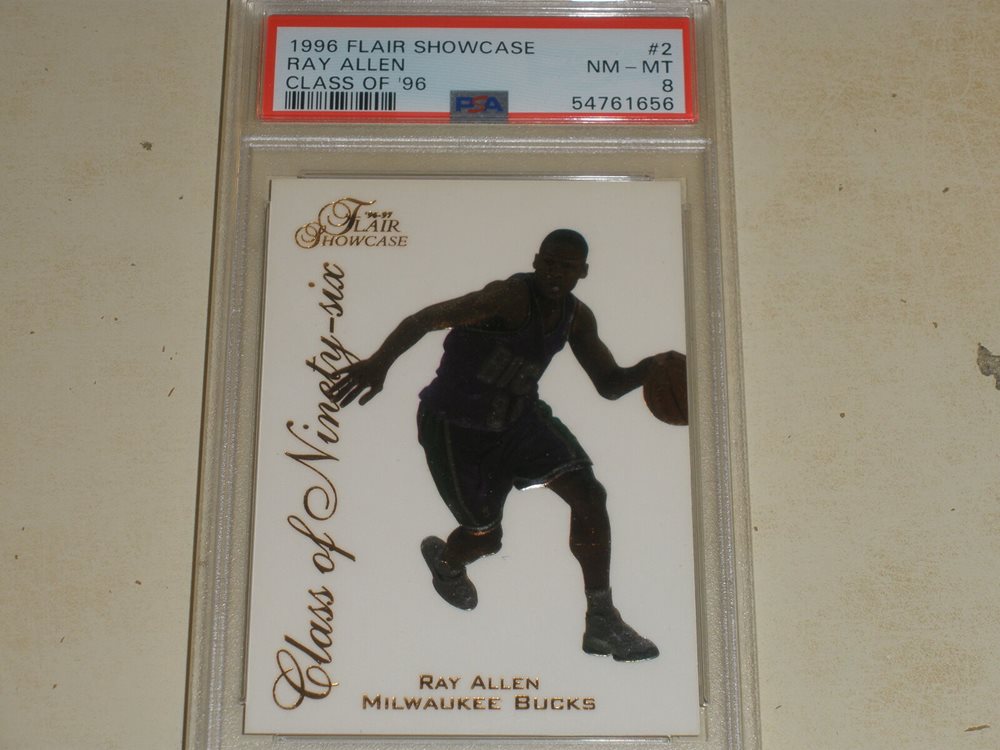 1996 FLAIR SHOWCASE #2
RAY ALLEN NM - MT
CLASS OF '96 8
PSA 54761656
'96-97
FLAIR
SHOWCASE
Class of Ninety-six
RAY ALLEN
MILWAUKEE BUCKS